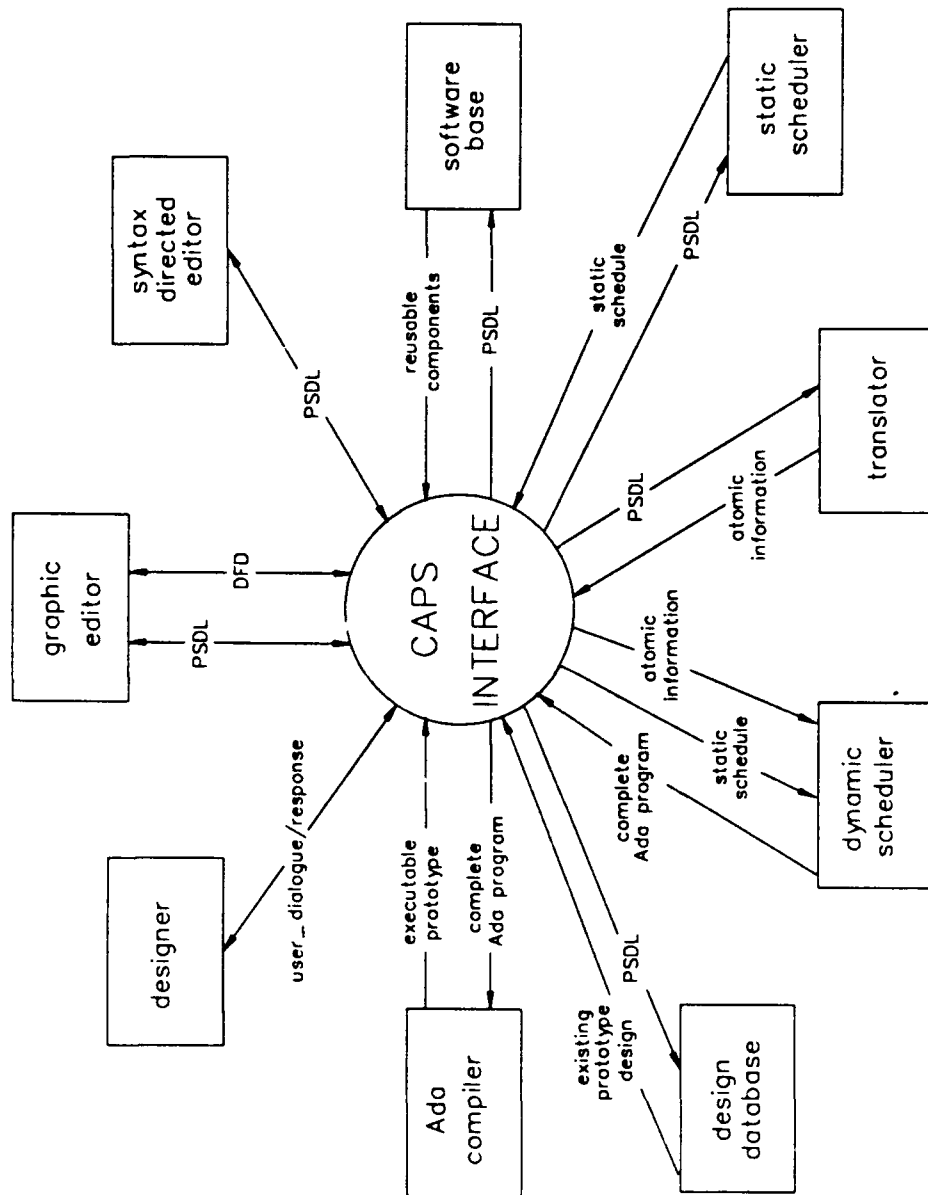 graphic
editor
designer
syntax
directed
editor
PSDL
DFD
user_dialogue/response
PSDL
Ada
compiler
executable
prototype
complete
Ada program
CAPS
INTERFACE
reusable
components
PSDL
software
base
existing
prototype
design
PSDL
complete
Ada program
static
schedule
atomic
information
atomic
information
PSDL
static
schedule
PSDL
design
database
dynamic
scheduler
translator
static
scheduler